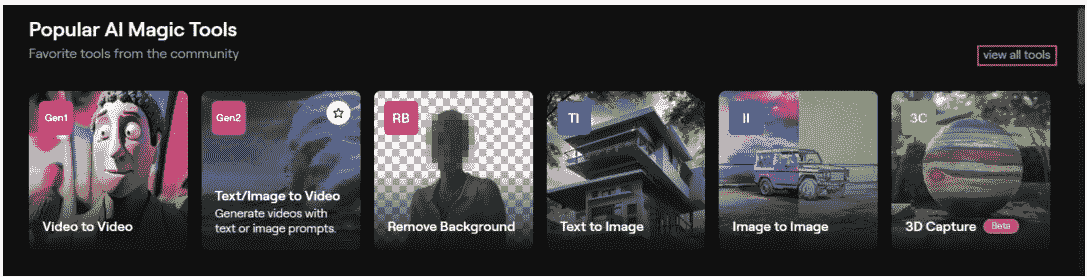 Popular AI Magic Tools
Favorite tools from the community
view all tools
Gen1
Video to Video
Gen2
Text/Image to Video
Generate videos with
text or image prompts.
RB
Remove Background
TI
Text to Image
II
Image to Image
3C
3D Capture Beta